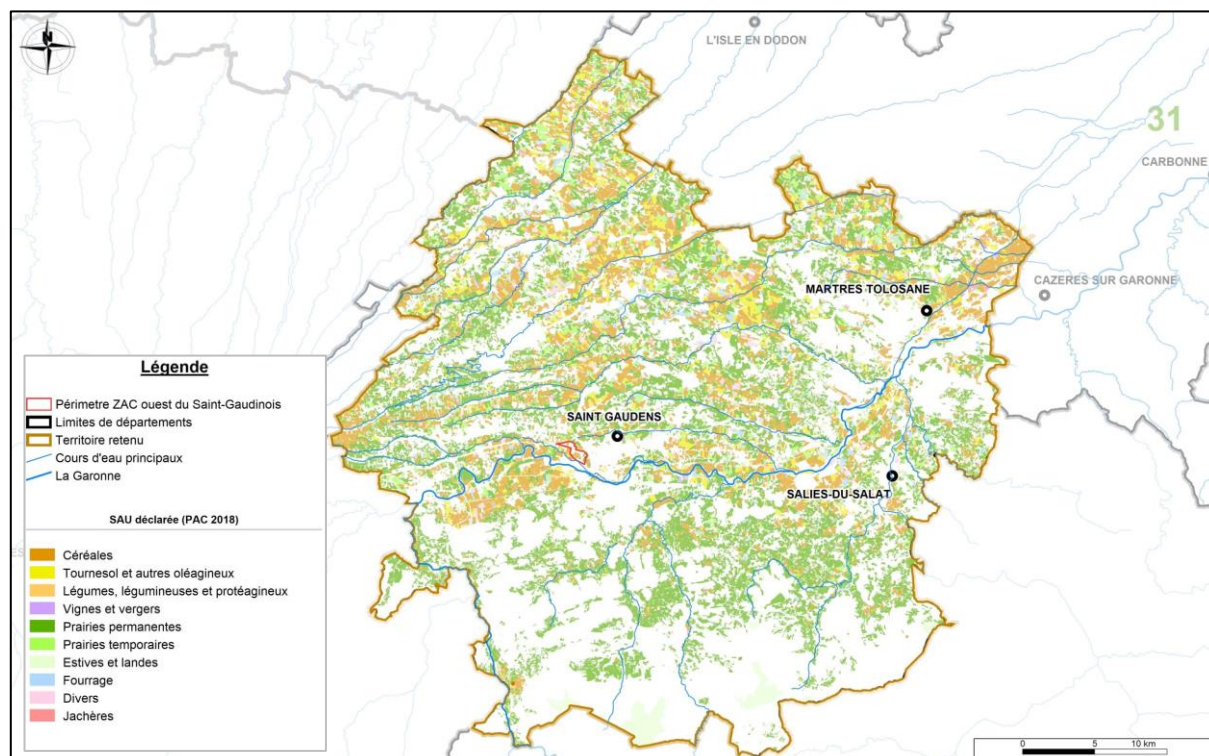 N
L'ISLE EN DODON
31
CARBONNE
CAZERES SUR GARONNE
MARTRES TOLOSANE
SAINT GAUDENS
SALIES-DU-SALAT
Légende
Périmetre ZAC ouest du Saint-Gaudinois
Limites de départements
Territoire retenu
Cours d'eau principaux
La Garonne
SAU déclarée (PAC 2018)
Céréales
Tournesol et autres oléagineux
Légumes, légumineuses et protéagineux
Vignes et vergers
Prairies permanentes
Prairies temporaires
Estives et landes
Fourrage
Divers
Jachères
0 5 10 km